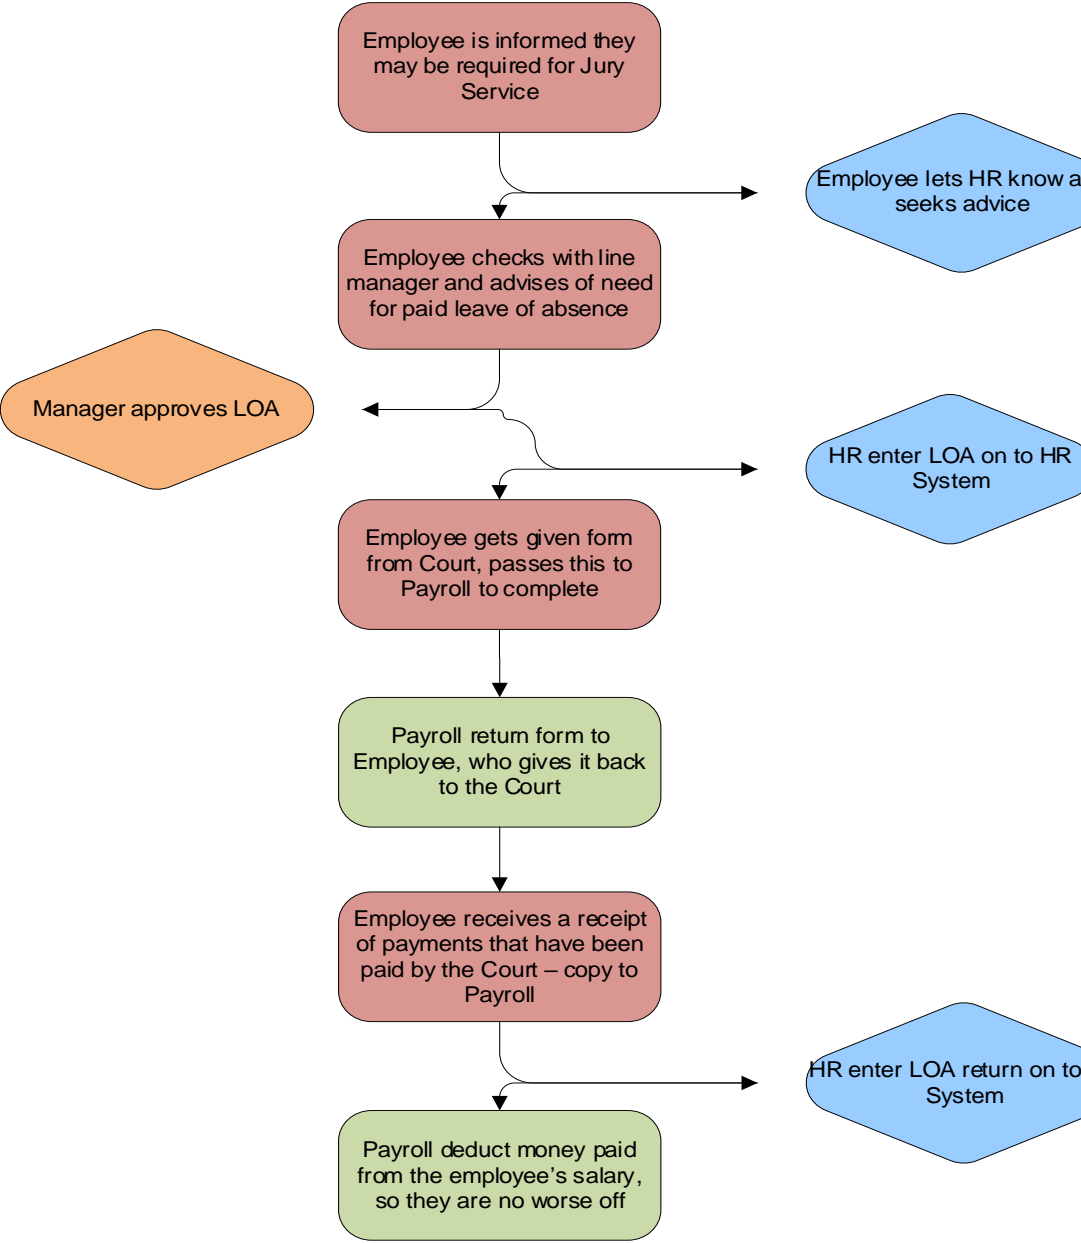 Employee is informed they
may be required for Jury
Service
Employee lets HR know a
seeks advice
Employee checks with line
manager and advises of need
for paid leave of absence
Manager approves LOA
HR enter LOA on to HR
System
Employee gets given form
from Court, passes this to
Payroll to complete
Payroll return form to
Employee, who gives it back
to the Court
Employee receives a receipt
of payments that have been
paid by the Court – copy to
Payroll
HR enter LOA return on to
System
Payroll deduct money paid
from the employee’s salary,
so they are no worse off